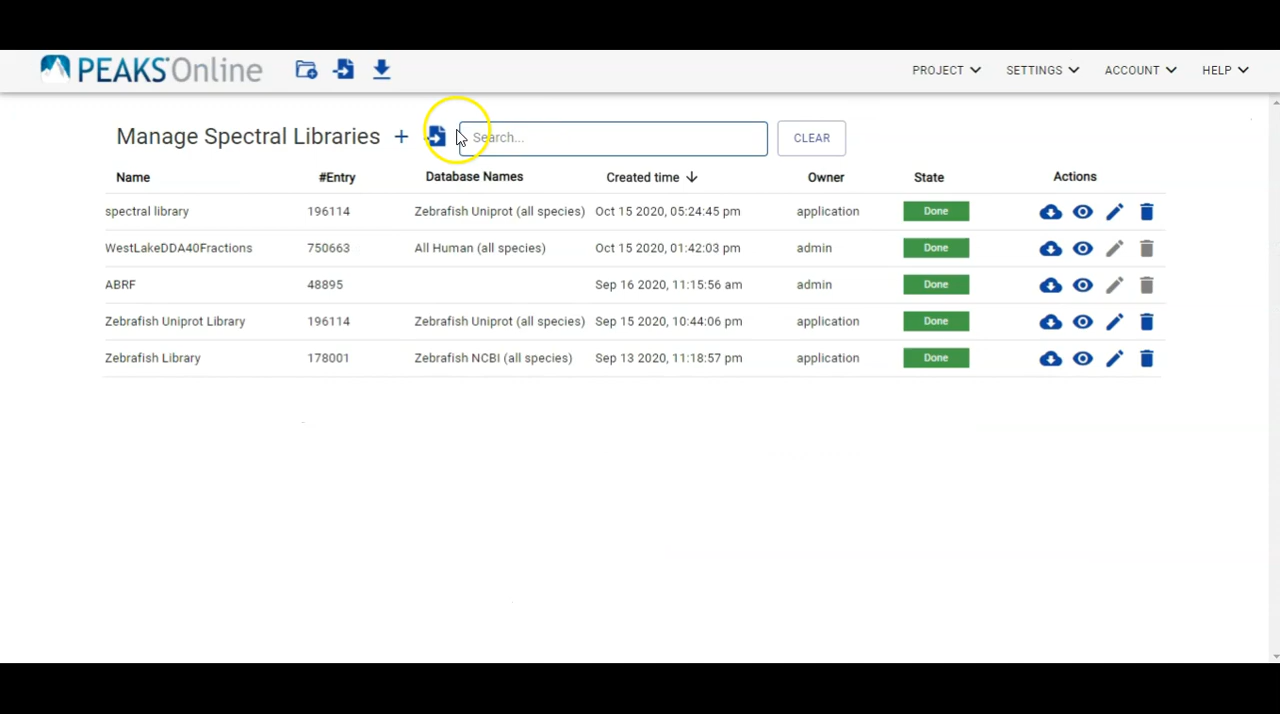 PEAKS Online PROJECT SETTINGS ACCOUNT HELP
Manage Spectral Libraries + Search... CLEAR
Name #Entry Database Names Created time Owner State Actions
spectral library 196114 Zebrafish Uniprot (all species) Oct 15 2020, 05:24:45 pm application Done
WestLakeDDA40Fractions 750663 All Human (all species) Oct 15 2020, 01:42:03 pm admin Done
ABRF 48895 Sep 16 2020, 11:15:56 am admin Done
Zebrafish Uniprot Library 196114 Zebrafish Uniprot (all species) Sep 15 2020, 10:44:06 pm application Done
Zebrafish Library 178001 Zebrafish NCBI (all species) Sep 13 2020, 11:18:57 pm application Done